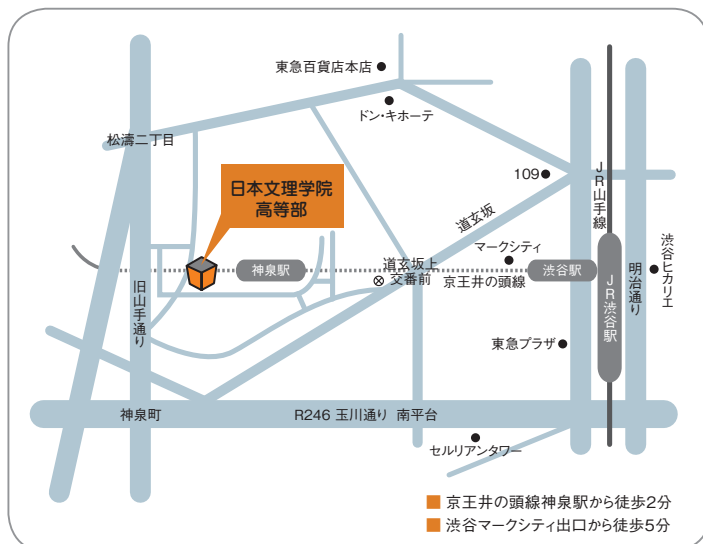 東急百貨店本店
ドン・キホーテ
松濤二丁目
日本文理学院
高等部
109
JR山手線
道玄坂
マークシティ
渋谷ヒカリエ
神泉駅
道玄坂上
交番前
京王井の頭線
渋谷駅
JR渋谷駅
明治通り
旧山手通り
東急プラザ
神泉町
R246 玉川通り 南平台
セルリアンタワー
京王井の頭線神泉駅から徒歩2分
渋谷マークシティ出口から徒歩5分